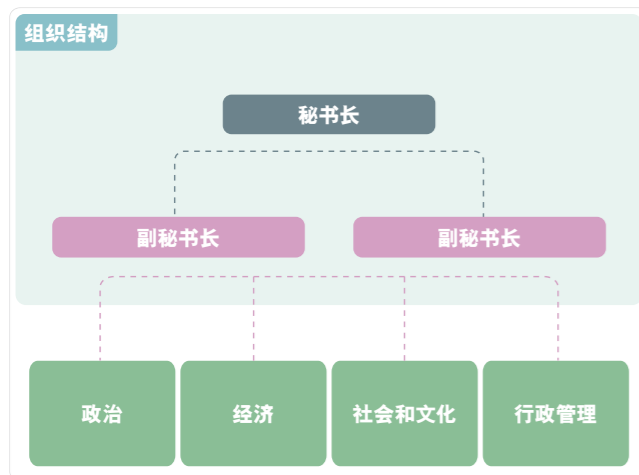 组织结构
秘书长
副秘书长
副秘书长
政治
经济
社会和文化
行政管理